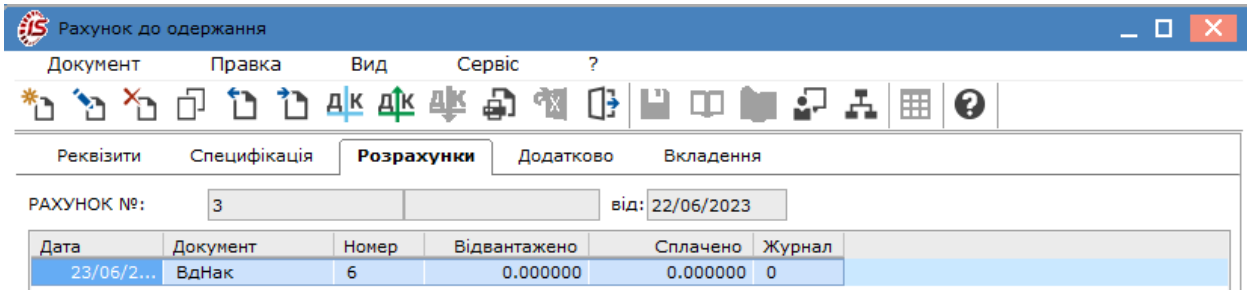 Рахунок до одержання
Документ Правка Вид Сервіс ?
Реквізити Специфікація Розрахунки Додатково Вкладення
РАХУНОК №: 3 від: 22/06/2023
Дата Документ Номер Відвантажено Сплачено Журнал
23/06/2... ВдНак 6 0.000000 0.000000 0